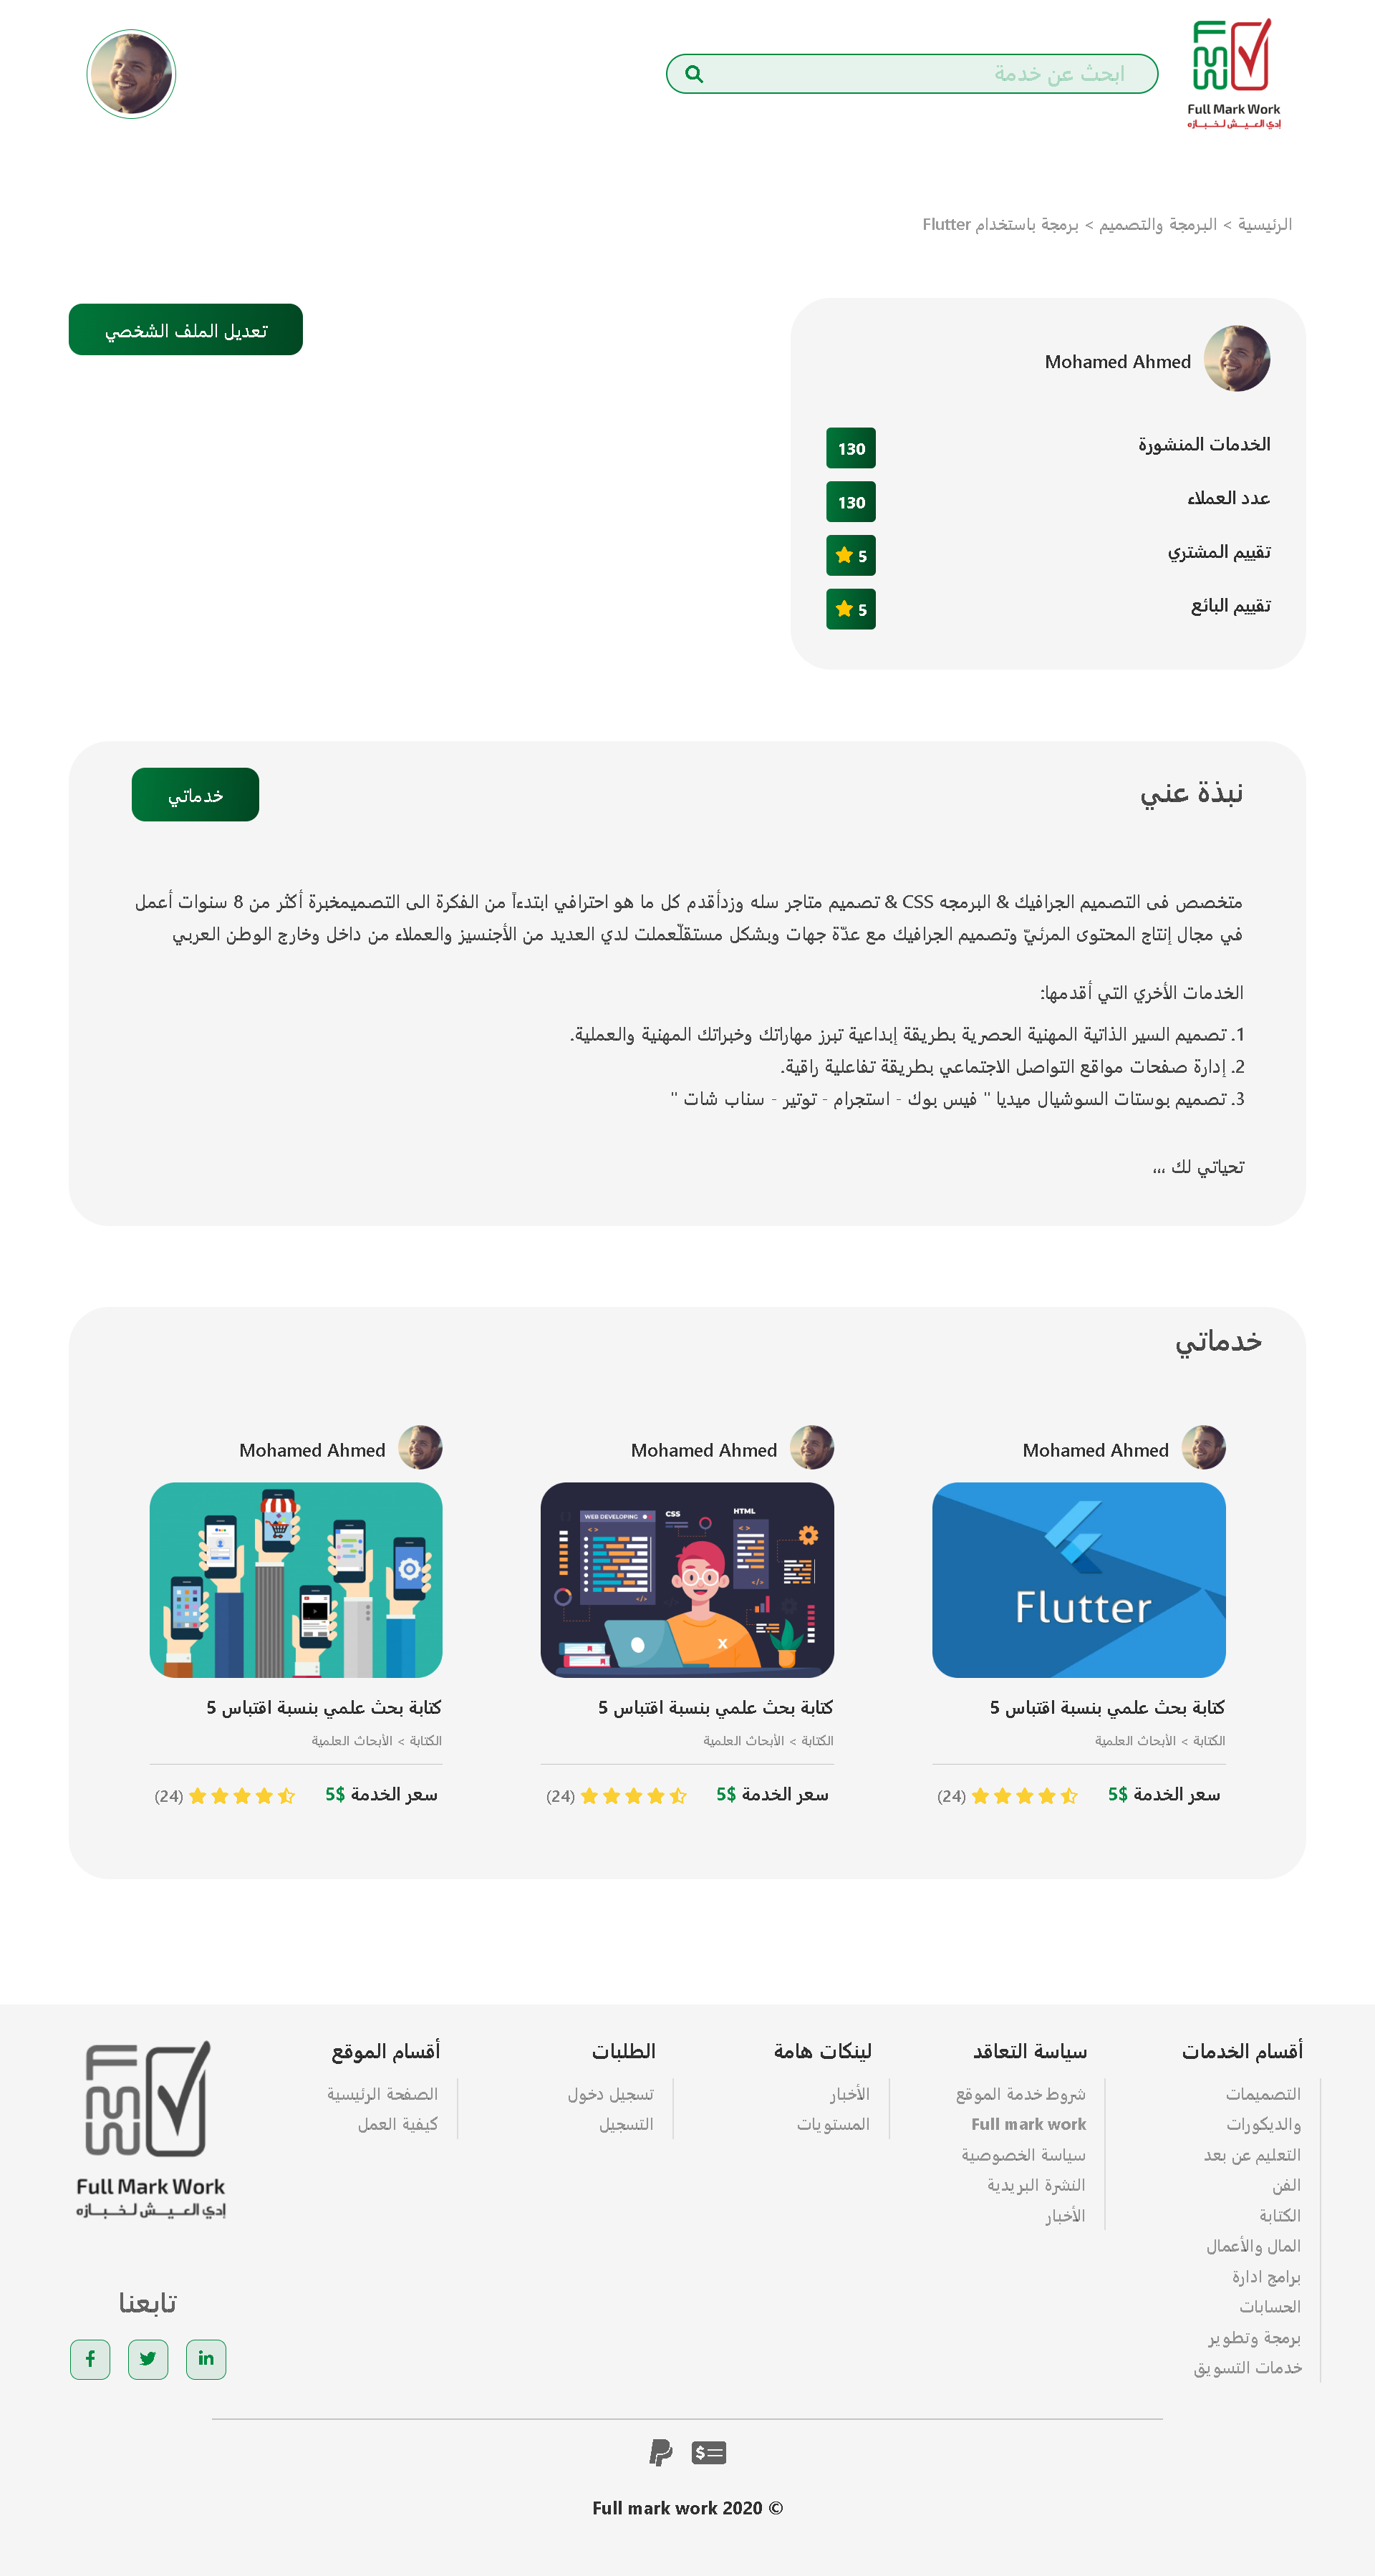 Full Mark Work
إدي العيش لخبازه
ابحث عن خدمة
الرئيسية > البرمجة والتصميم > برمجة باستخدام Flutter
Mohamed Ahmed
تعديل الملف الشخصي
الخدمات المنشورة 130
عدد العملاء 130
تقييم المشتري 5
تقييم البائع 5
نبذة عني
خدماتي
متخصص فى التصميم الجرافيك & البرمجه CSS & تصميم متاجر سله وزدأقدم كل ما هو احترافي ابتدءاً من الفكرة الى التصميمخبرة أكثر من 8 سنوات أعمل
في مجال إنتاج المحتوى المرئيّ وتصميم الجرافيك مع عدّة جهات وبشكل مستقلّعملت لدي العديد من الأجنسيز والعملاء من داخل وخارج الوطن العربي
الخدمات الأخري التي أقدمها:
1. تصميم السير الذاتية المهنية الحصرية بطريقة إبداعية تبرز مهاراتك وخبراتك المهنية والعملية.
2. إدارة صفحات مواقع التواصل الاجتماعي بطريقة تفاعلية راقية.
3. تصميم بوستات السوشيال ميديا " فيس بوك - استجرام - توتير - سناب شات "
تحياتي لك ،،،
خدماتي
Mohamed Ahmed
Flutter
كتابة بحث علمي بنسبة اقتباس 5
الكتابة > الأبحاث العلمية
سعر الخدمة 5$ (24)
Mohamed Ahmed
WEB DEVELOPING
CSS
HTML
كتابة بحث علمي بنسبة اقتباس 5
الكتابة > الأبحاث العلمية
سعر الخدمة 5$ (24)
Mohamed Ahmed
كتابة بحث علمي بنسبة اقتباس 5
الكتابة > الأبحاث العلمية
سعر الخدمة 5$ (24)
أقسام الخدمات
التصميمات
والديكورات
التعليم عن بعد
الفن
الكتابة
المال والأعمال
برامج ادارة
الحسابات
برمجة وتطوير
خدمات التسويق
سياسة التعاقد
شروط خدمة الموقع
Full mark work
سياسة الخصوصية
النشرة البريدية
الأخبار
لينكات هامة
الأخبار
المستويات
الطلبات
تسجيل دخول
التسجيل
أقسام الموقع
الصفحة الرئيسية
كيفية العمل
Full Mark Work
إدي العيش لخبازه
تابعنا
Full mark work 2020 ©